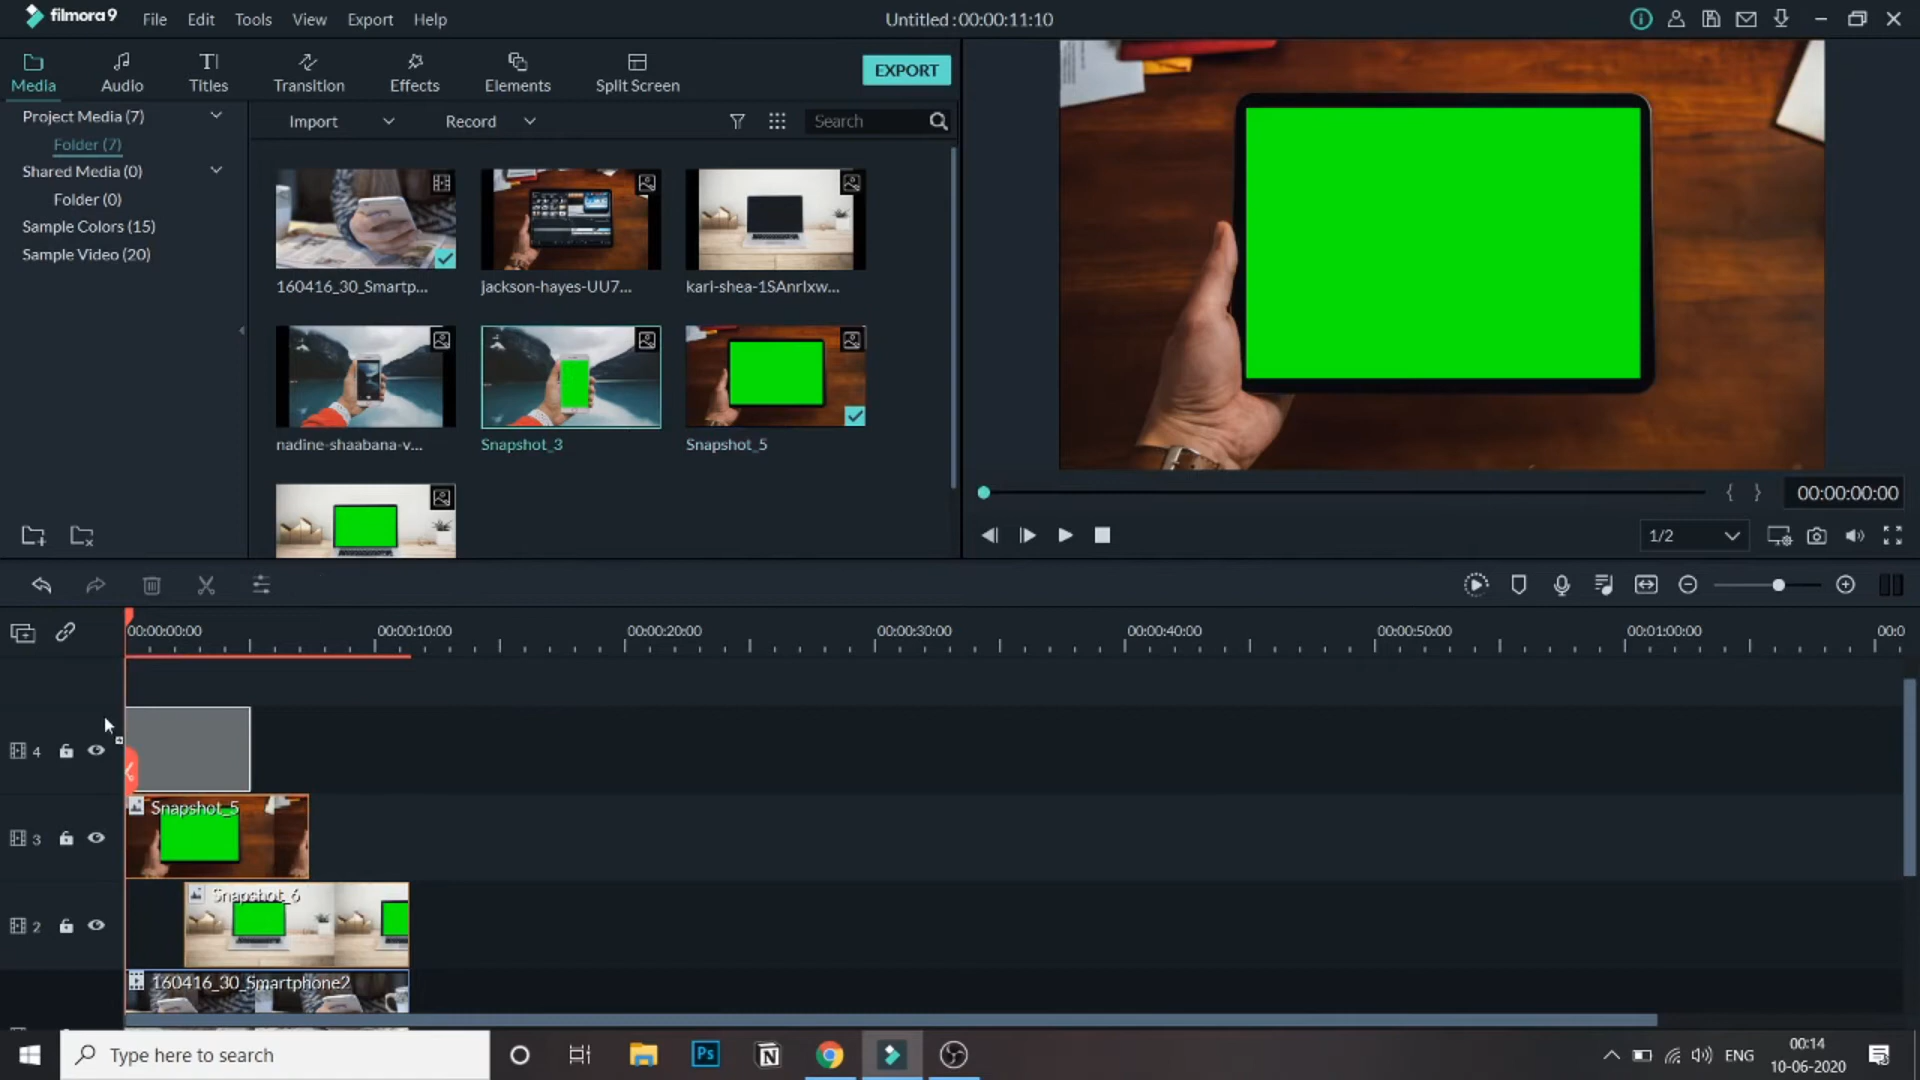 filmora9
File Edit Tools View Export Help
Untitled : 00:00:11:10
Media Audio Titles Transition Effects Elements Split Screen
EXPORT
Project Media (7)
Folder (7)
Shared Media (0)
Folder (0)
Sample Colors (15)
Sample Video (20)
Import Record Search
160416_30_Smartp... jackson-hayes-UU7... karl-shea-1SAnrIxw...
nadine-shaabana-v... Snapshot_3 Snapshot_5
00:00:00:00
1/2
00:00:00:00 00:00:10:00 00:00:20:00 00:00:30:00 00:00:40:00 00:00:50:00 00:01:00:00 00:0
4
Snapshot_5
3
Snapshot_6
2
160416_30_Smartphone2
Type here to search
Ps
N
ENG
00:14
10-06-2020